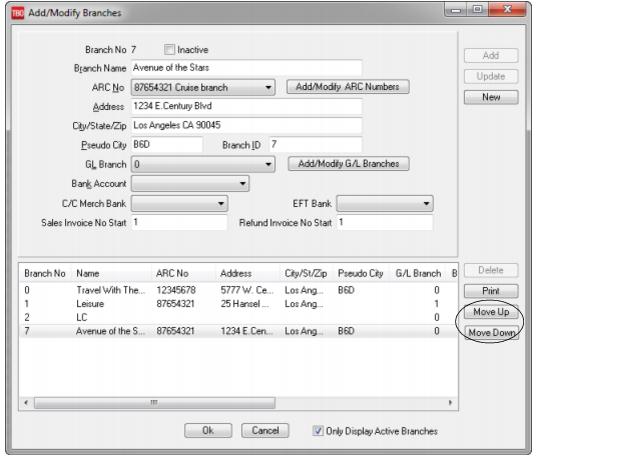 TBO Add/Modify Branches
Branch No 7 Inactive
Add
Branch Name Avenue of the Stars
Update
ARC No 87654321 Cruise branch Add/Modify ARC Numbers
New
Address 1234 E.Century Blvd
City/State/Zip Los Angeles CA 90045
Pseudo City B6D Branch ID 7
GL Branch 0 Add/Modify G/L Branches
Bank Account
C/C Merch Bank EFT Bank
Sales Invoice No Start 1 Refund Invoice No Start 1
Branch No Name ARC No Address City/St/Zip Pseudo City G/L Branch B
Delete
0 Travel With The... 12345678 5777 W. Ce... Los Ang... B6D 0
Print
1 Leisure 87654321 25 Hansel ... Los Ang... 1
Move Up
2 LC 0
7 Avenue of the S... 87654321 1234 E.Cen... Los Ang... B6D 0
Move Down
Ok Cancel Only Display Active Branches